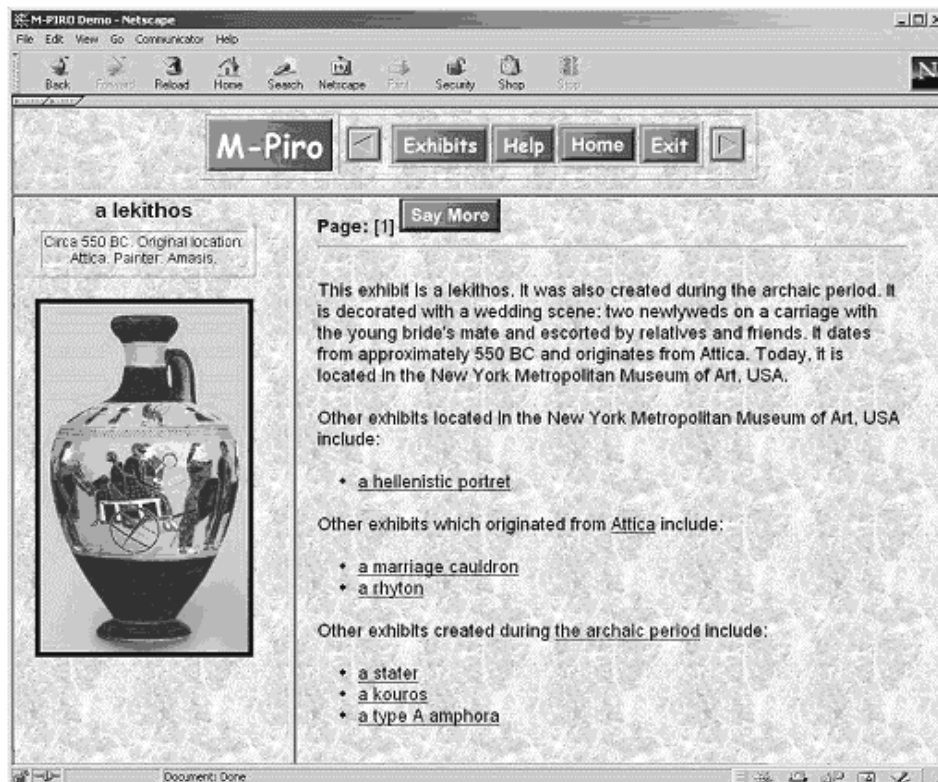 M-PIRO Demo - Netscape
File Edit View Go Communicator Help
Back Forward Reload Home Search Netscape Print Security Shop Stop
M-Piro Exhibits Help Home Exit
a lekithos
Circa 550 BC. Original location:
Attica. Painter: Amasis.
Page: [1] Say More
This exhibit is a lekithos. It was also created during the archaic period. It
is decorated with a wedding scene: two newlyweds on a carriage with
the young bride's mate and escorted by relatives and friends. It dates
from approximately 550 BC and originates from Attica. Today, it is
located in the New York Metropolitan Museum of Art, USA.
Other exhibits located in the New York Metropolitan Museum of Art, USA
include:
• a hellenistic portret
Other exhibits which originated from Attica include:
• a marriage cauldron
• a rhyton
Other exhibits created during the archaic period include:
• a stater
• a kouros
• a type A amphora
Document: Done